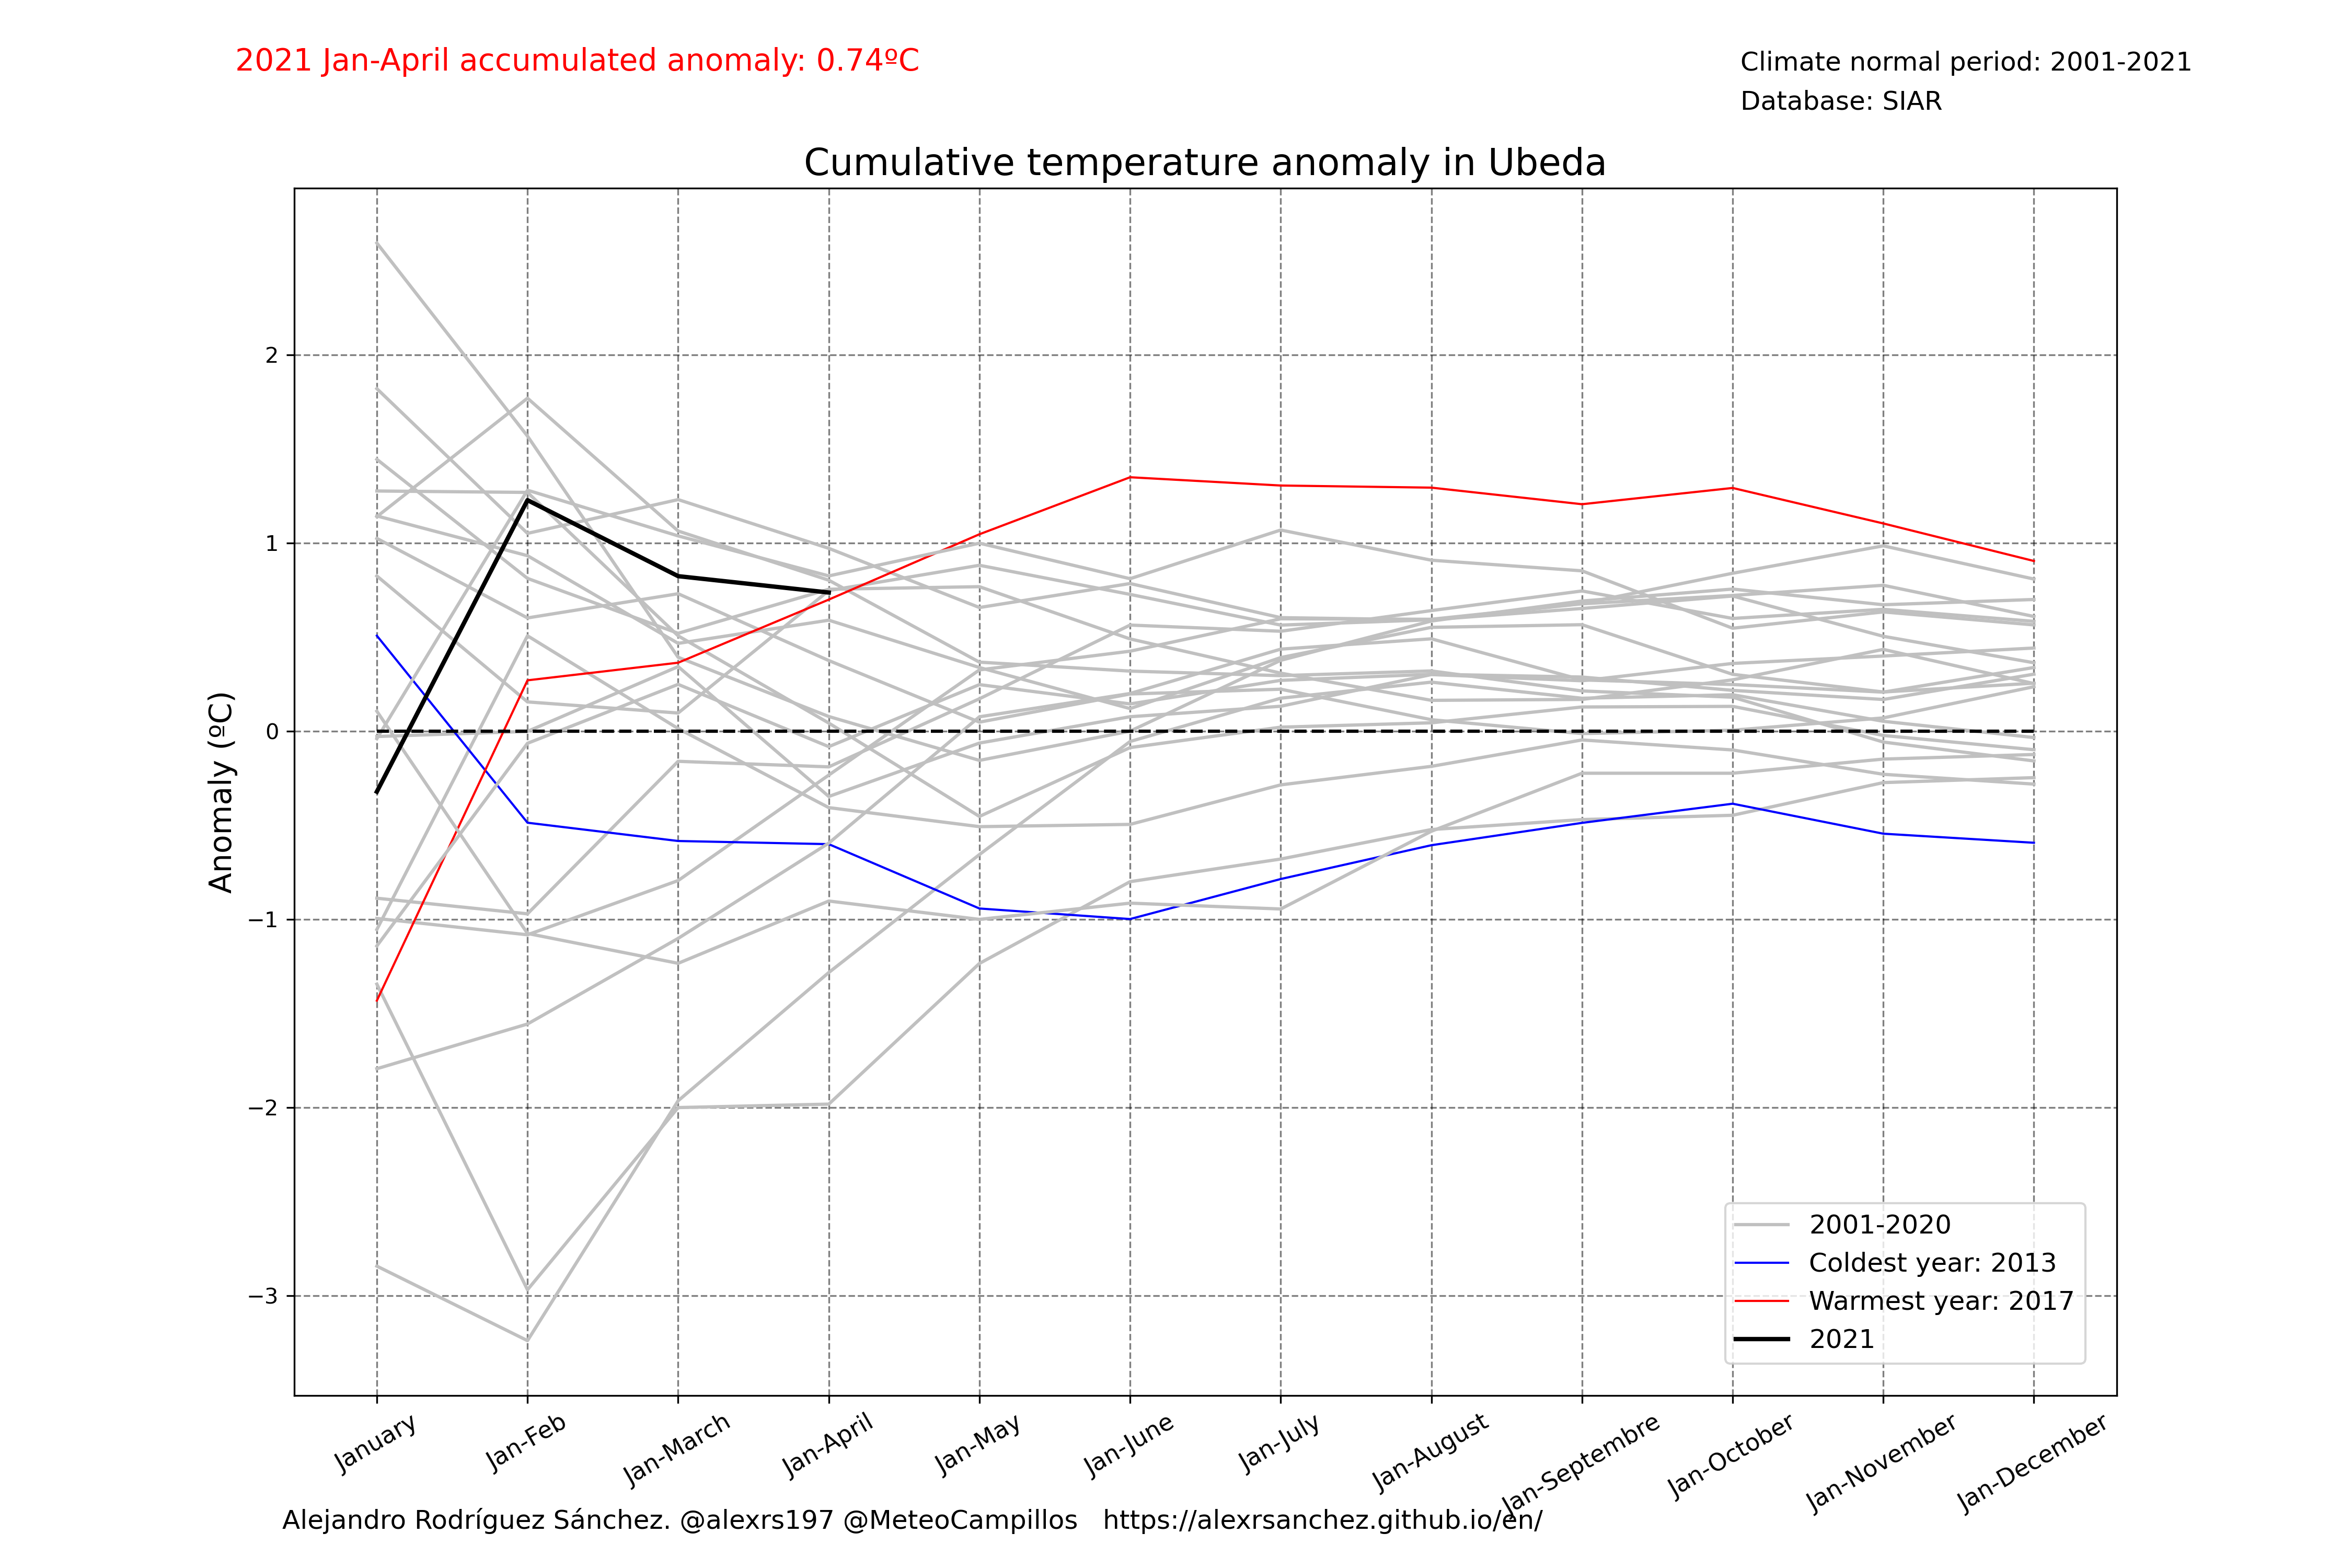 2021 Jan-April accumulated anomaly: 0.74ºC
Climate normal period: 2001-2021
Database: SIAR
Cumulative temperature anomaly in Ubeda
Anomaly (ºC)
2
1
0
−1
−2
−3
2001-2020
Coldest year: 2013
Warmest year: 2017
2021
January
Jan-Feb
Jan-March
Jan-April
Jan-May
Jan-June
Jan-July
Jan-August
Jan-Septembre
Jan-October
Jan-November
Jan-December
Alejandro Rodríguez Sánchez. @alexrs197 @MeteoCampillos https://alexrsanchez.github.io/en/